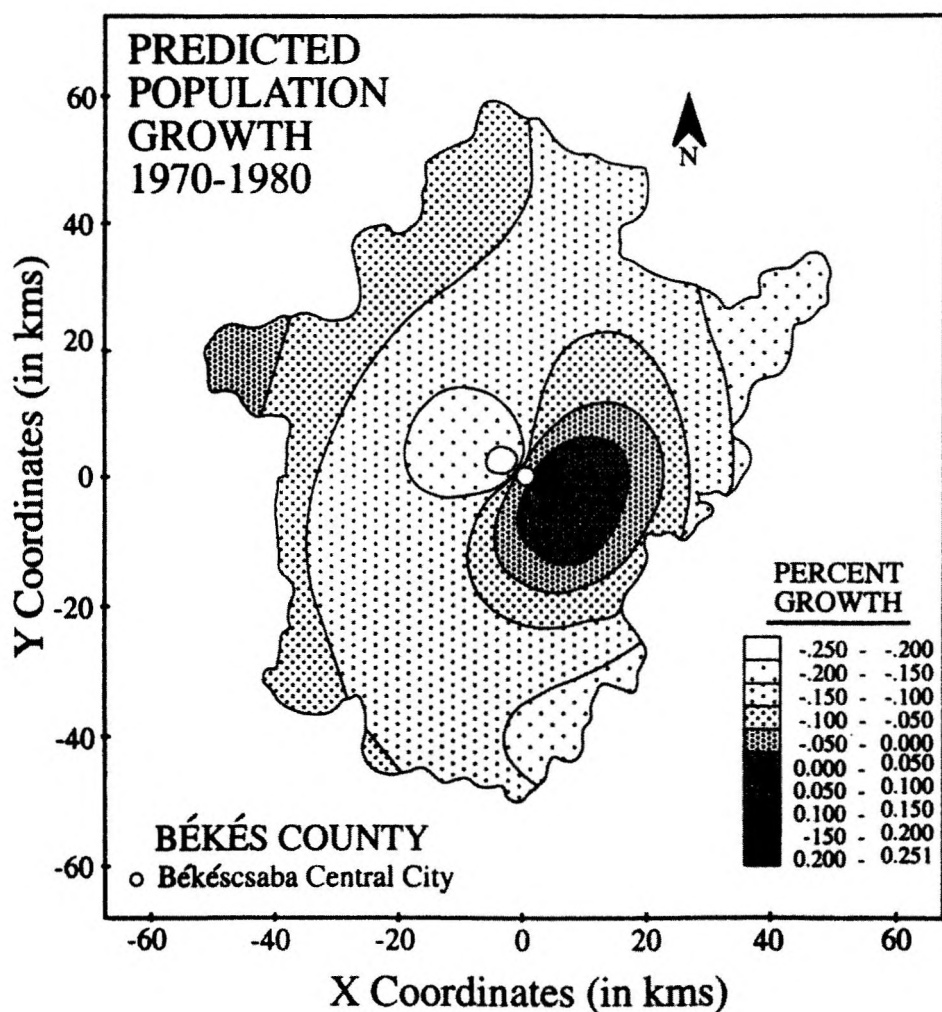 PREDICTED
POPULATION
GROWTH
1970-1980
N
60
40
20
0
-20
-40
-60
Y Coordinates (in kms)
PERCENT
GROWTH
-.250 - -.200
-.200 - -.150
-.150 - -.100
-.100 - -.050
-.050 - 0.000
0.000 - 0.050
0.050 - 0.100
0.100 - 0.150
-150 - 0.200
0.200 - 0.251
BÉKÉS COUNTY
Békéscsaba Central City
-60 -40 -20 0 20 40 60
X Coordinates (in kms)